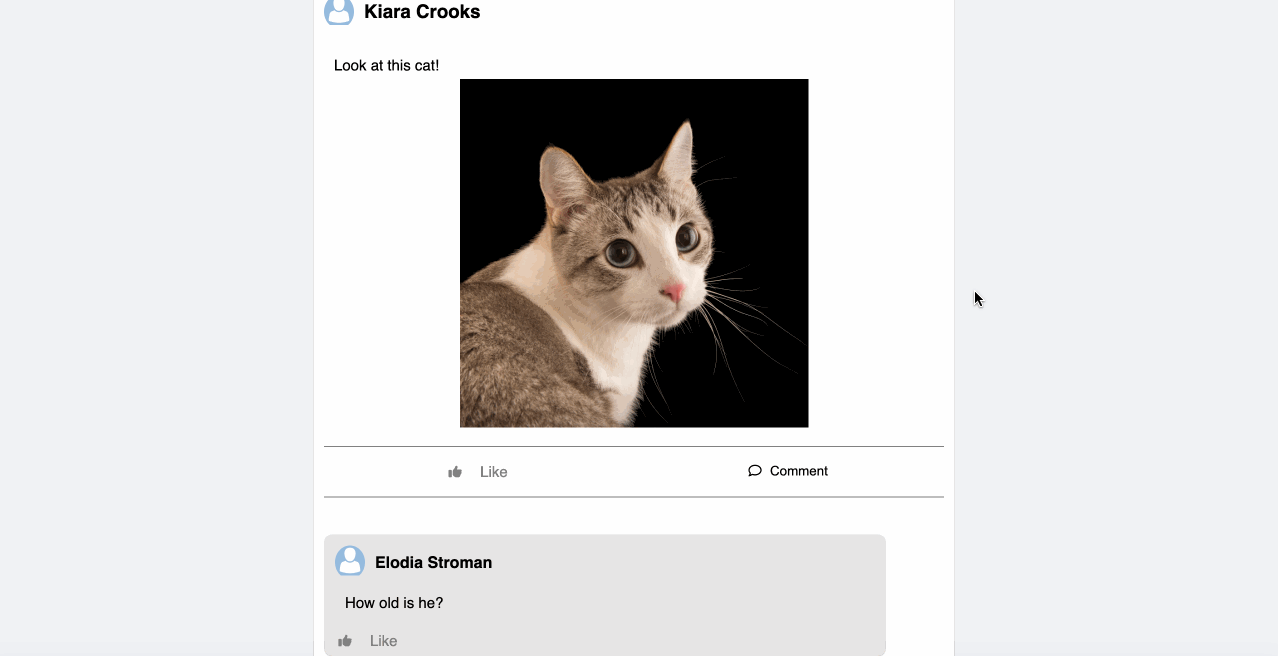 Kiara Crooks
Look at this cat!
Like
Comment
Elodia Stroman
How old is he?
Like